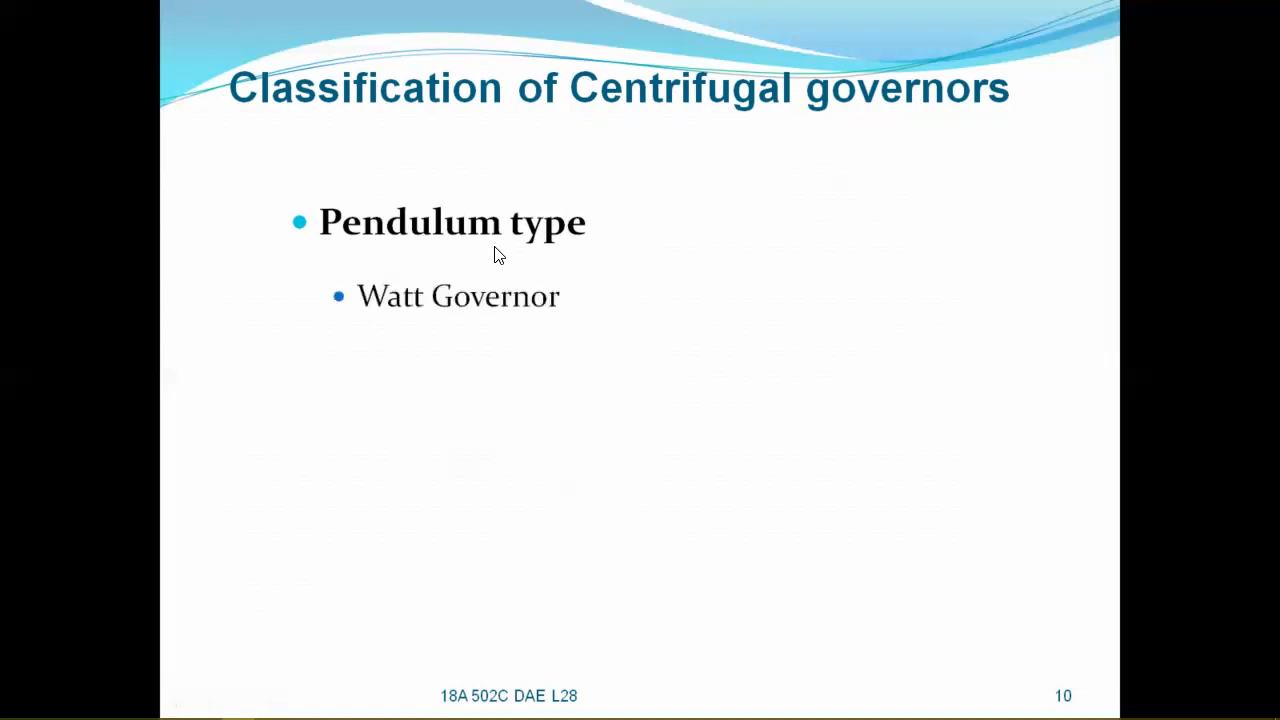 Classification of Centrifugal governors
Pendulum type
Watt Governor
18A 502C DAE L28
10